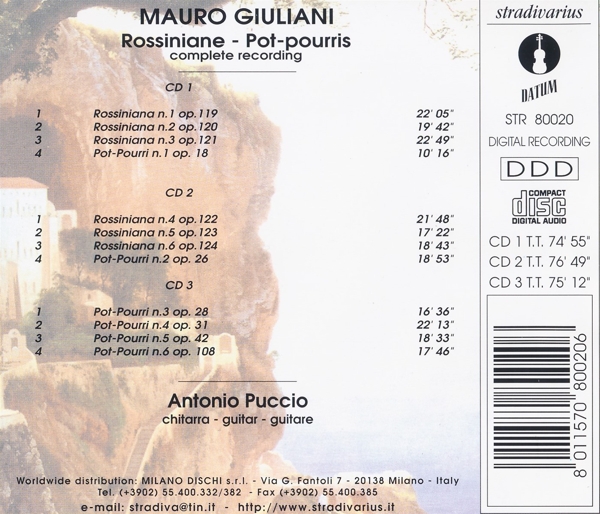 MAURO GIULIANI
Rossiniane - Pot-pourris
complete recording
CD 1
1 Rossiniana n.1 op.119 22' 05"
2 Rossiniana n.2 op.120 19' 42"
3 Rossiniana n.3 op.121 22' 49"
4 Pot-Pourri n.1 op. 18 10' 16"
CD 2
1 Rossiniana n.4 op.122 21' 48"
2 Rossiniana n.5 op.123 17' 22"
3 Rossiniana n.6 op.124 18' 43"
4 Pot-Pourri n.2 op. 26 18' 53"
CD 3
1 Pot-Pourri n.3 op. 28 16' 36"
2 Pot-Pourri n.4 op. 31 22' 13"
3 Pot-Pourri n.5 op. 42 18' 33"
4 Pot-Pourri n.6 op. 108 17' 46"
Antonio Puccio
chitarra - guitar - guitare
Worldwide distribution: MILANO DISCHI s.r.l. - Via G. Fantoli 7 - 20138 Milano - Italy
Tel. (+3902) 55.400.332/382 - Fax (+3902) 55.400.385
e-mail: stradiva@tin.it - http://www.stradivarius.it
stradivarius
DATUM
STR 80020
DIGITAL RECORDING
DDD
COMPACT
disc
DIGITAL AUDIO
CD 1 T.T. 74' 55"
CD 2 T.T. 76' 49"
CD 3 T.T. 75' 12"
8 011570 800206